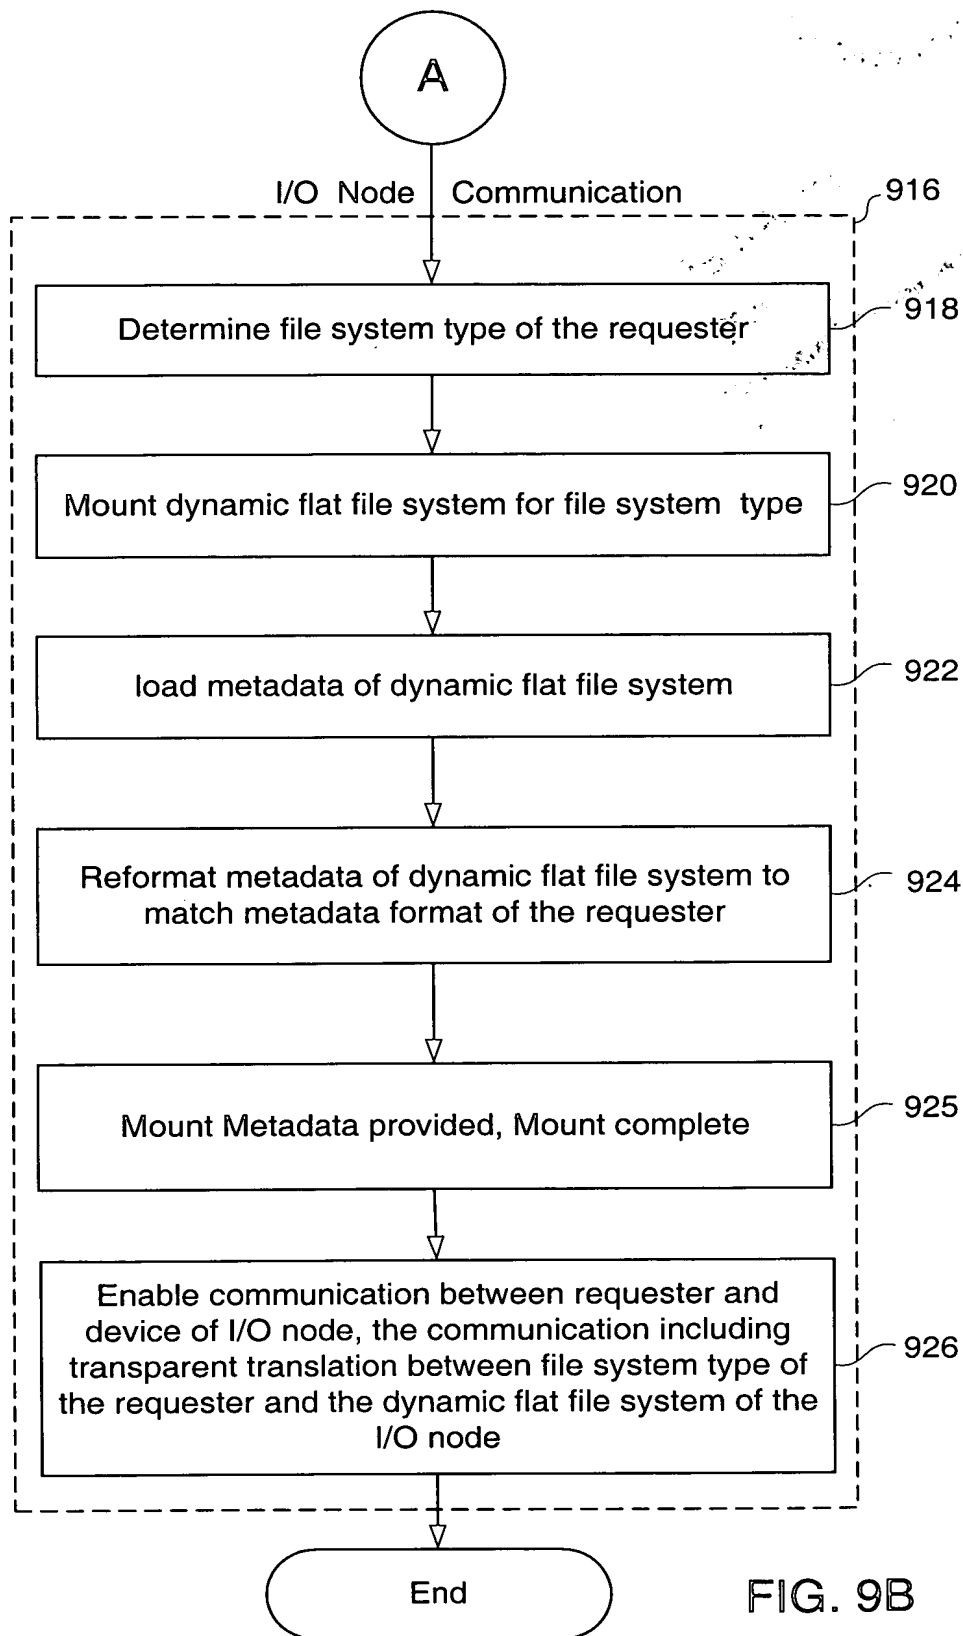 A
I/O Node Communication
916
Determine file system type of the requester
918
Mount dynamic flat file system for file system type
920
load metadata of dynamic flat file system
922
Reformat metadata of dynamic flat file system to
match metadata format of the requester
924
Mount Metadata provided, Mount complete
925
Enable communication between requester and
device of I/O node, the communication including
transparent translation between file system type of
the requester and the dynamic flat file system of the
I/O node
926
End
FIG. 9B